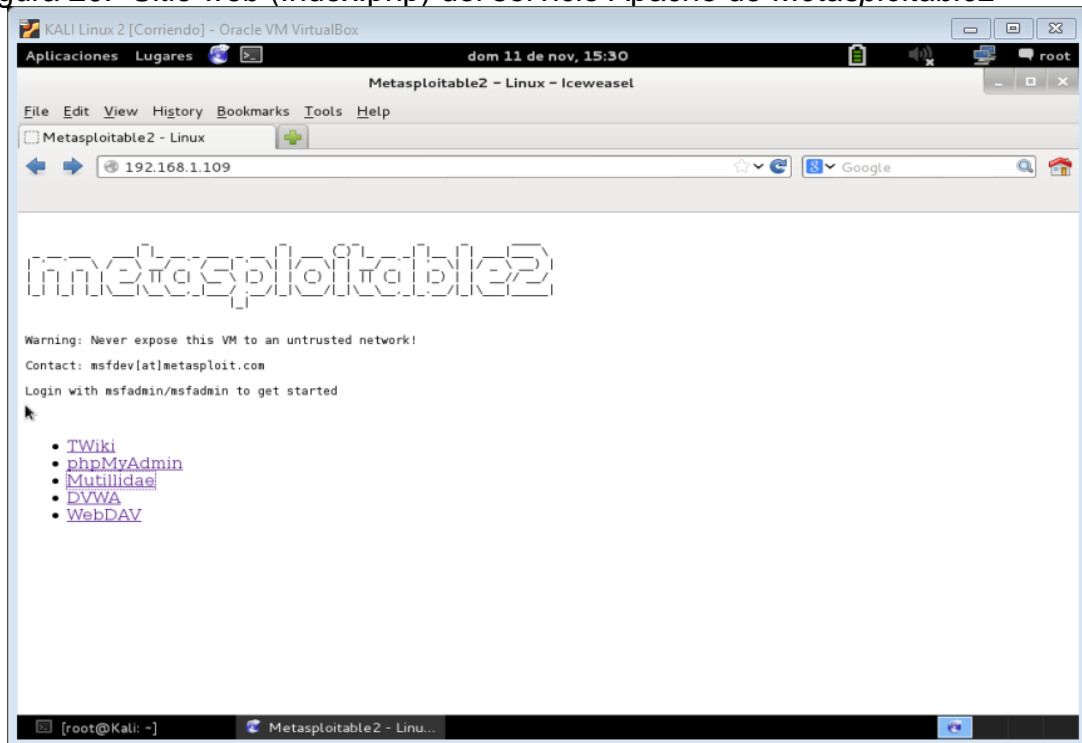 KALI Linux 2 [Corriendo] - Oracle VM VirtualBox
Aplicaciones Lugares dom 11 de nov, 15:30 root
Metasploitable2 – Linux – Iceweasel
File Edit View History Bookmarks Tools Help
Metasploitable2 - Linux
192.168.1.109 Google
metasploitable2
Warning: Never expose this VM to an untrusted network!
Contact: msfdev[at]metasploit.com
Login with msfadmin/msfadmin to get started
• TWiki
• phpMyAdmin
• Mutillidae
• DVWA
• WebDAV
[root@Kali: ~] Metasploitable2 - Linu...